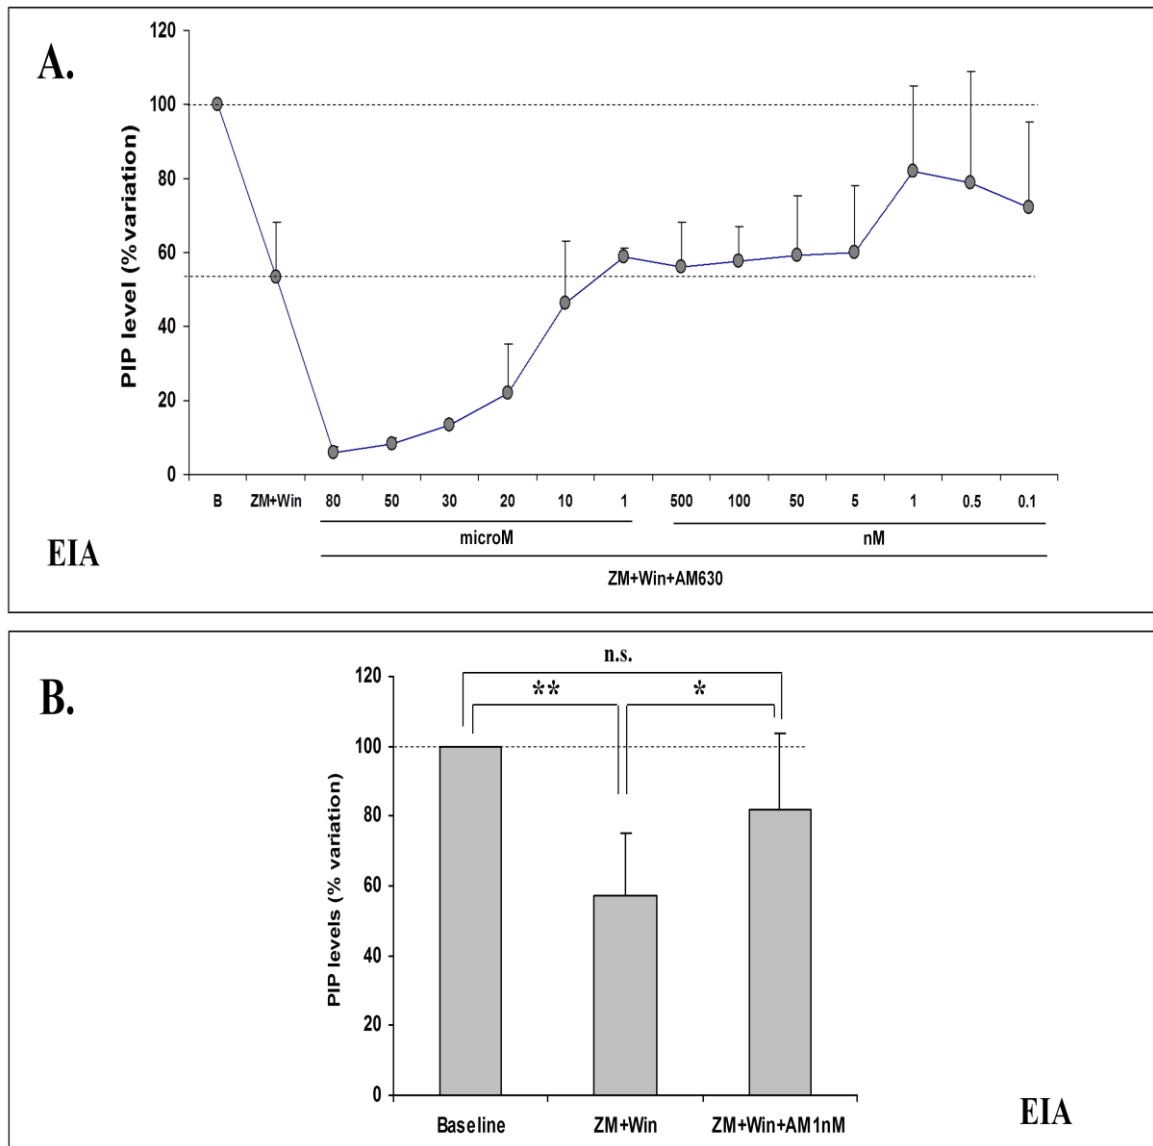 A.
PIP level (%variation)
120
100
80
60
40
20
0
B ZM+Win 80 50 30 20 10 1 500 100 50 5 1 0.5 0.1
microM nM
ZM+Win+AM630
EIA
B.
PIP levels (% variation)
n.s.
** *
120
100
80
60
40
20
0
Baseline ZM+Win ZM+Win+AM1nM
EIA